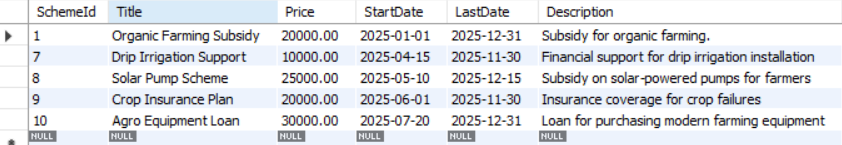 SchemeId Title Price StartDate LastDate Description
1 Organic Farming Subsidy 20000.00 2025-01-01 2025-12-31 Subsidy for organic farming.
7 Drip Irrigation Support 10000.00 2025-04-15 2025-11-30 Financial support for drip irrigation installation
8 Solar Pump Scheme 25000.00 2025-05-10 2025-12-15 Subsidy on solar-powered pumps for farmers
9 Crop Insurance Plan 20000.00 2025-06-01 2025-11-30 Insurance coverage for crop failures
10 Agro Equipment Loan 30000.00 2025-07-20 2025-12-31 Loan for purchasing modern farming equipment
NULL NULL NULL NULL NULL NULL